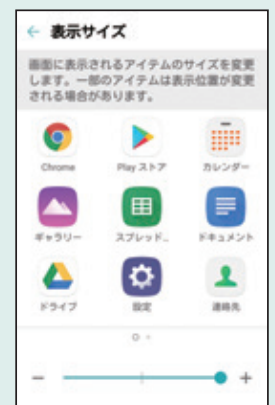 ← 表示サイズ
画面に表示されるアイテムのサイズを変更
します。一部のアイテムは表示位置が変更
される場合があります。
Chrome Play ストア カレンダー
ギャラリー スプレッド.. ドキュメント
ドライブ 設定 連絡先
− +